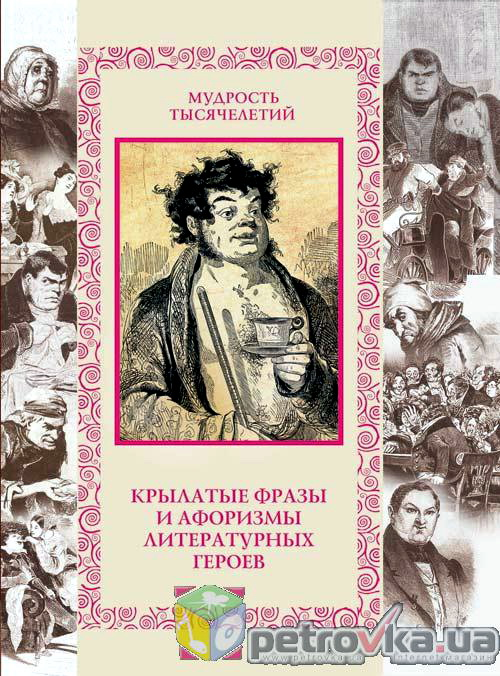 МУДРОСТЬ
ТЫСЯЧЕЛЕТИЙ
КРЫЛАТЫЕ ФРАЗЫ
И АФОРИЗМЫ
ЛИТЕРАТУРНЫХ
ГЕРОЕВ
petrovka.ua